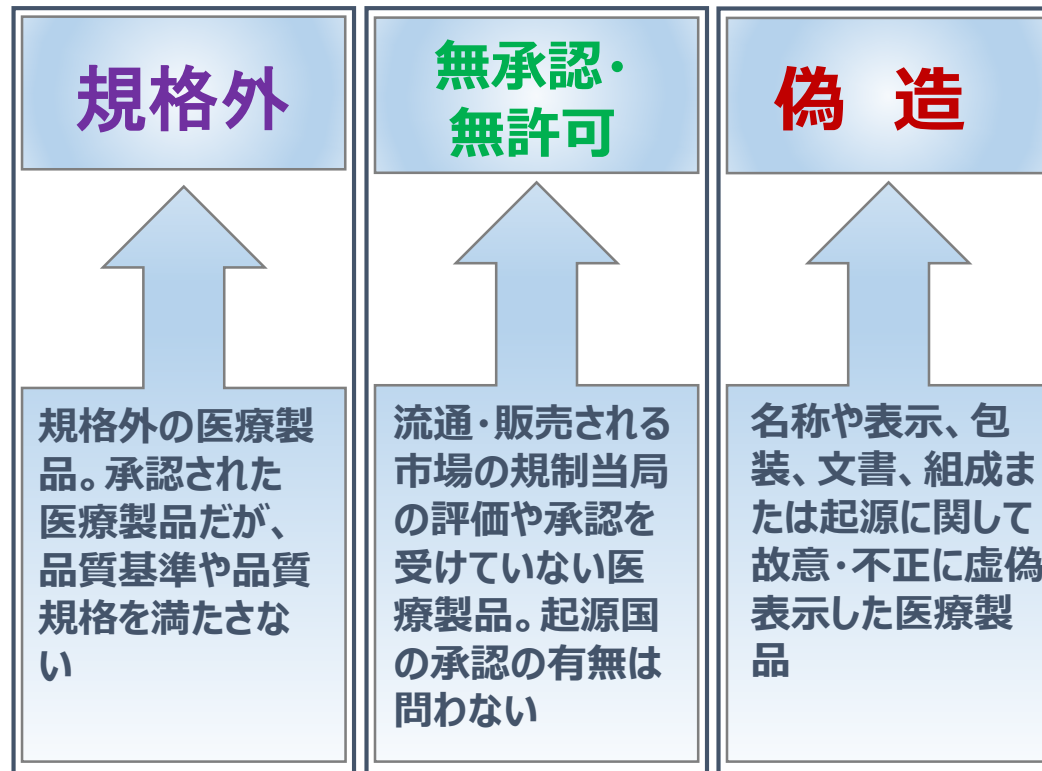 規格外
規格外の医療製
品。承認された
医療製品だが、
品質基準や品質
規格を満たさな
い
無承認・
無許可
流通・販売される
市場の規制当局
の評価や承認を
受けていない医
療製品。起源国
の承認の有無は
問わない
偽 造
名称や表示、包
装、文書、組成ま
たは起源に関して
故意・不正に虚偽
表示した医療製
品